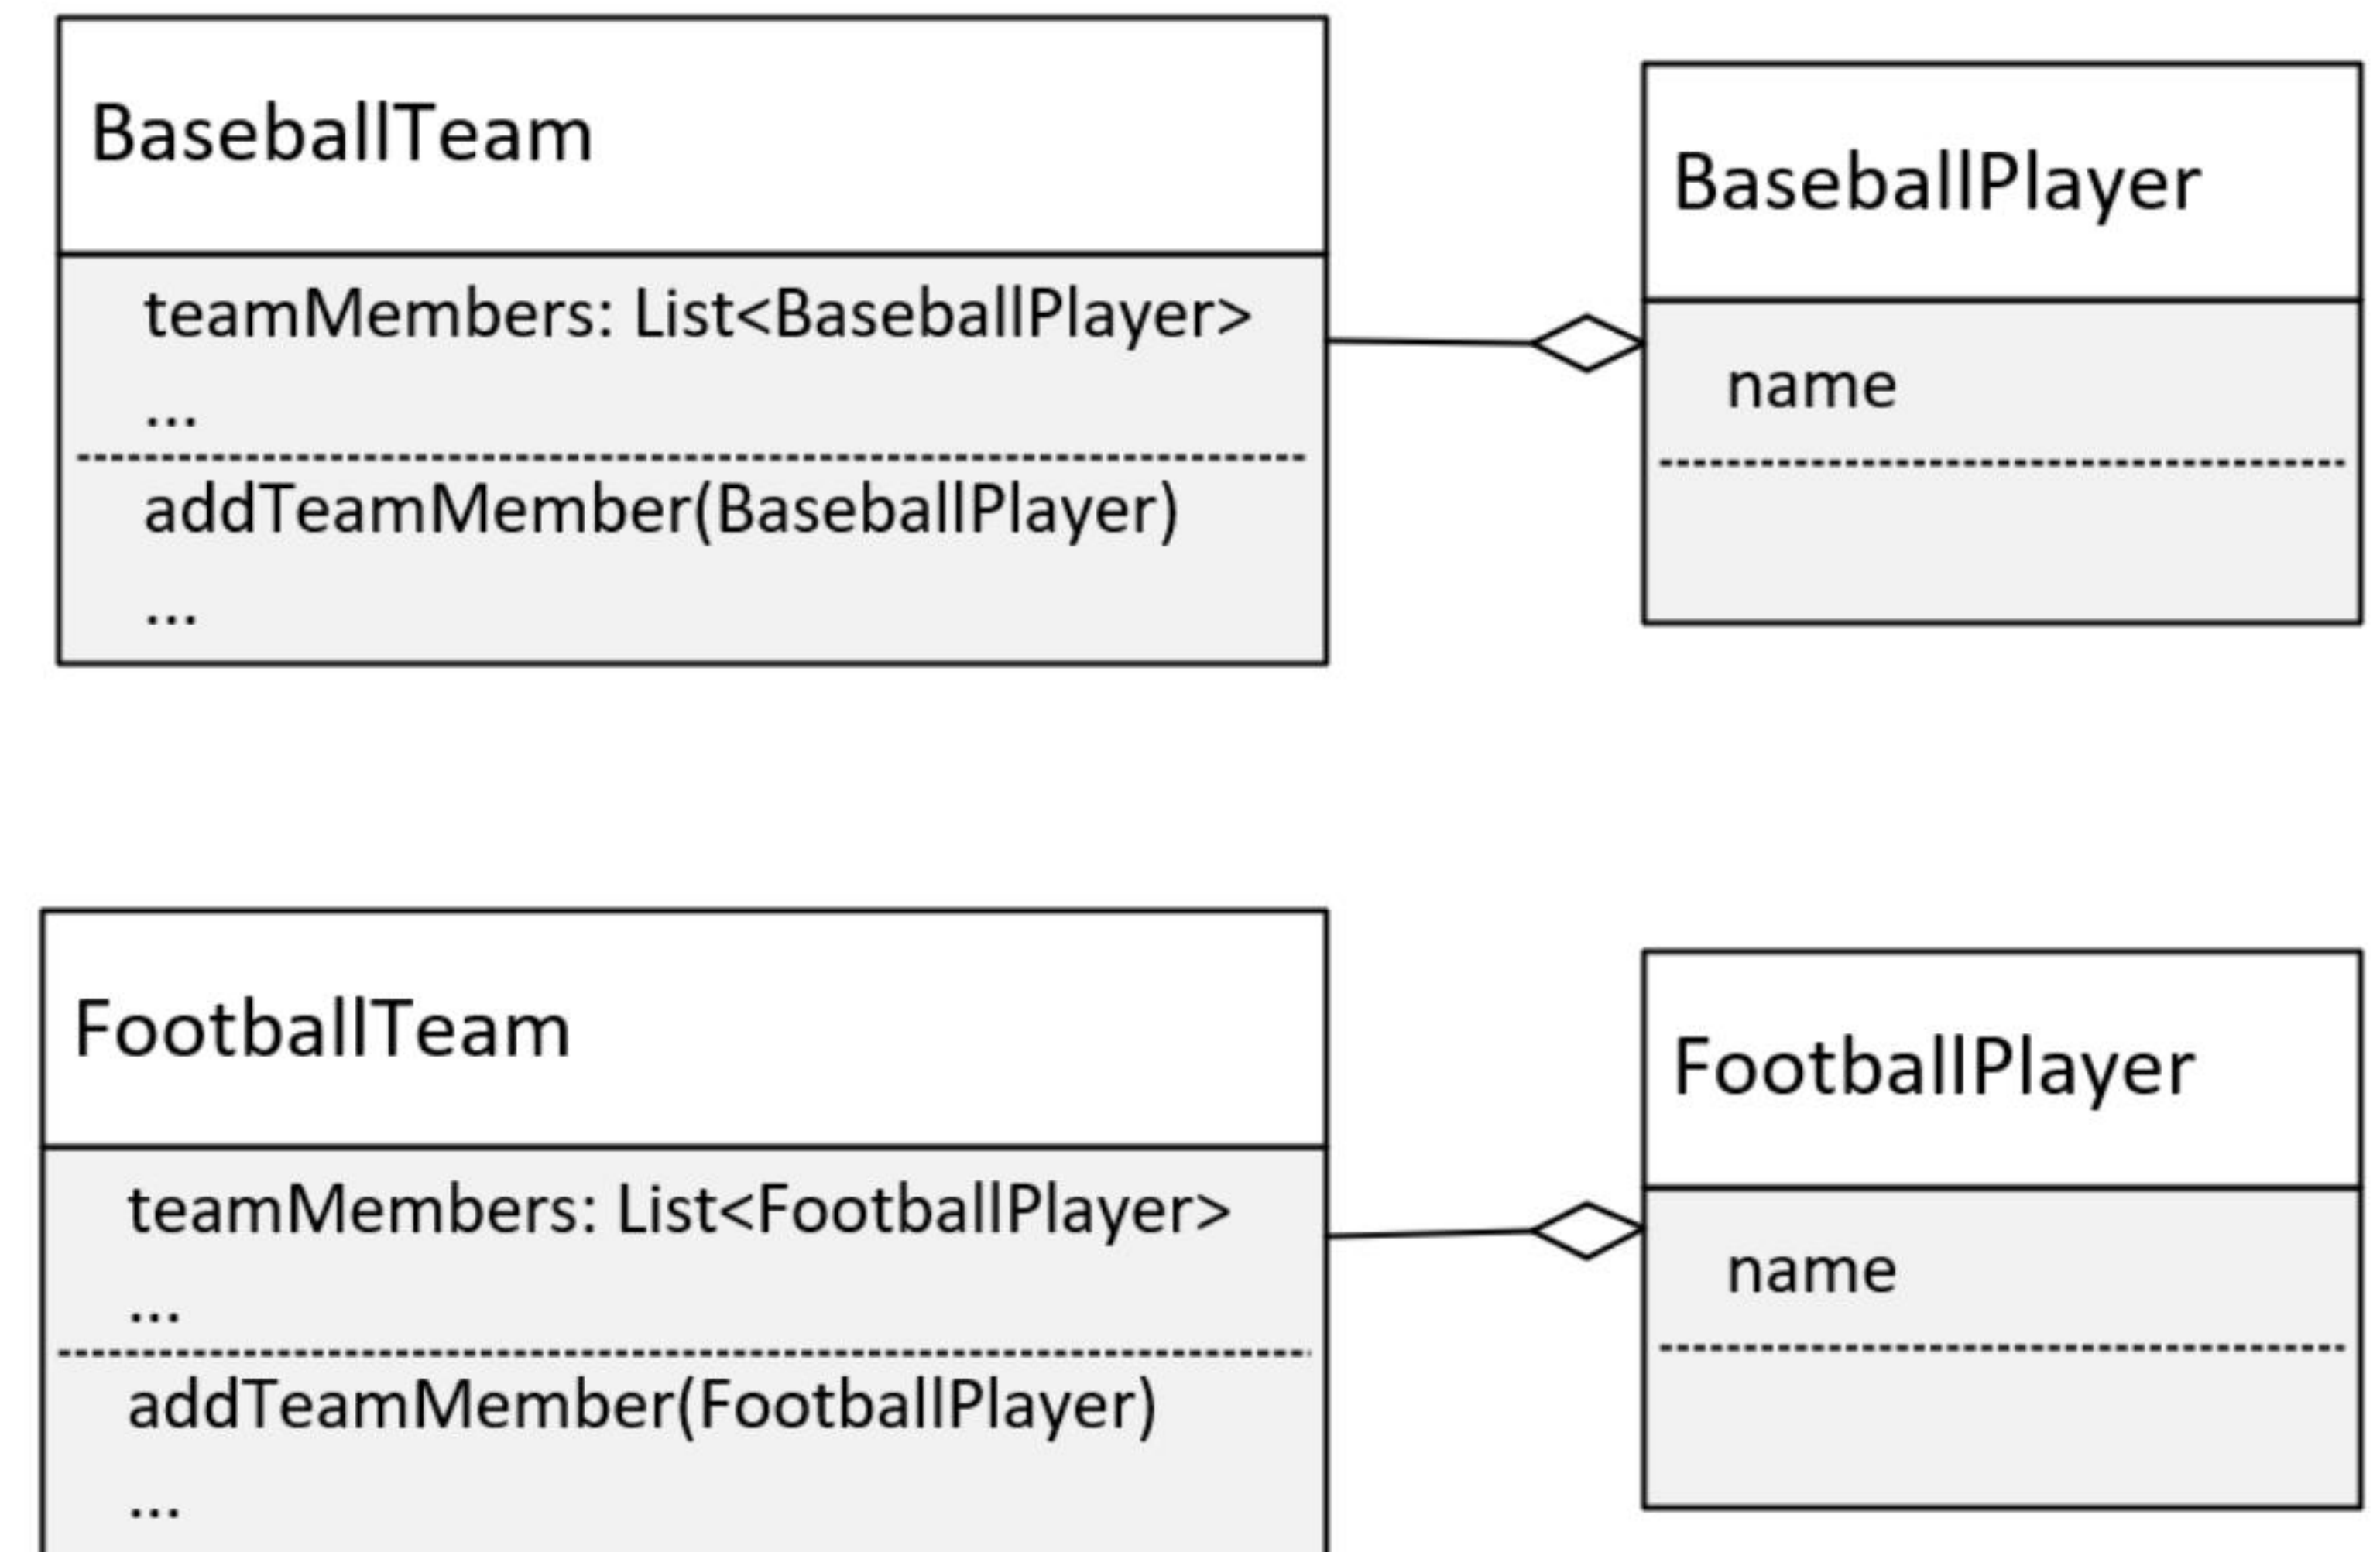 BaseballTeam
teamMembers: List<BaseballPlayer>
...
addTeamMember(BaseballPlayer)
...
BaseballPlayer
name
FootballTeam
teamMembers: List<FootballPlayer>
...
addTeamMember(FootballPlayer)
...
FootballPlayer
name